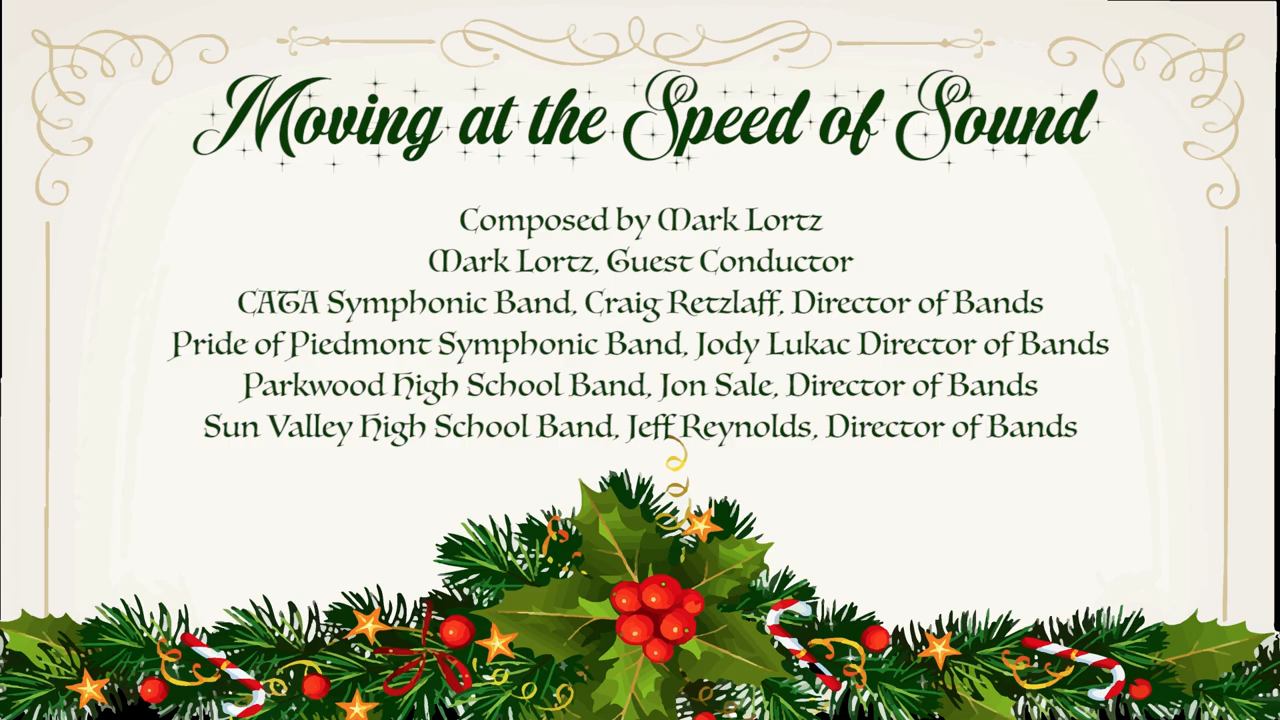 Moving at the Speed of Sound
Composed by Mark Lortz
Mark Lortz, Guest Conductor
CATA Symphonic Band, Craig Retzlaff, Director of Bands
Pride of Piedmont Symphonic Band, Jody Lukac Director of Bands
Parkwood High School Band, Jon Sale, Director of Bands
Sun Valley High School Band, Jeff Reynolds, Director of Bands